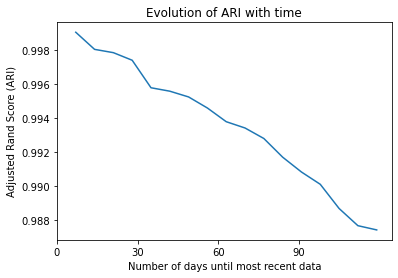 Evolution of ARI with time
Adjusted Rand Score (ARI)
0.998
0.996
0.994
0.992
0.990
0.988
0 30 60 90
Number of days until most recent data